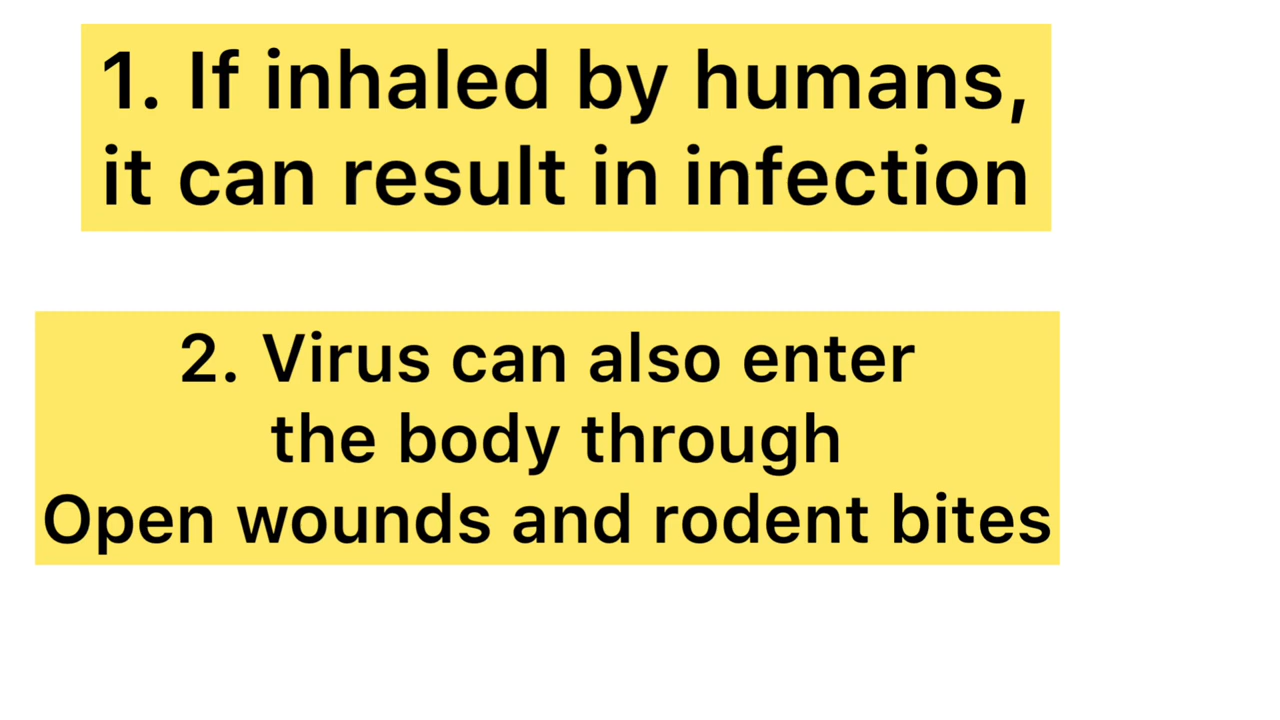 1. If inhaled by humans,
it can result in infection
2. Virus can also enter
the body through
Open wounds and rodent bites